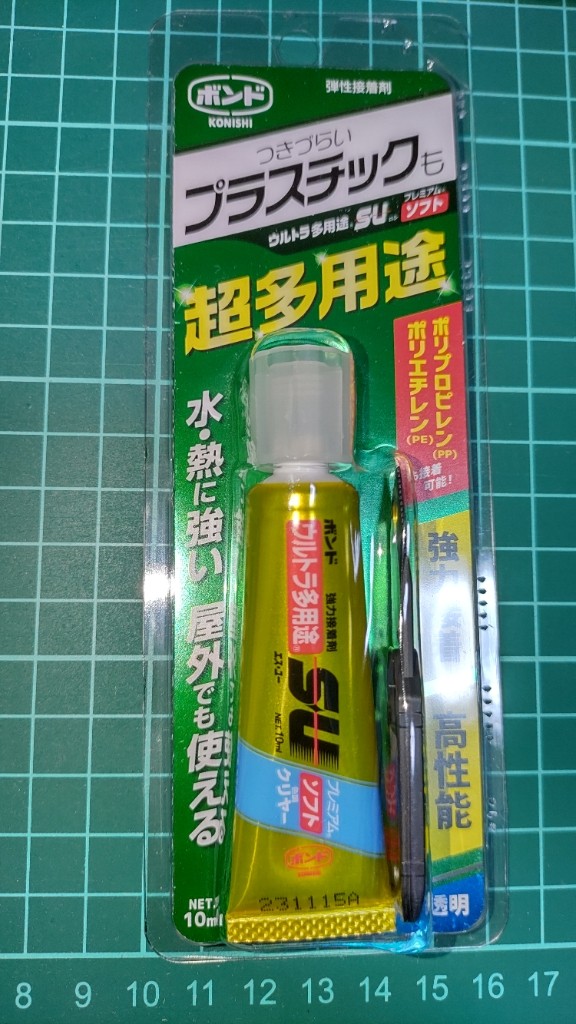 ボンド
KONISHI
弾性接着剤
つきづらい
プラスチックも
ウルトラ多用途 SU プレミアム ソフト
超多用途
ポリプロピレン(PP)
ポリエチレン(PE)
接着
可能!
水・熱に強い 屋外でも使える
強
高性能
透明
ボンド 強力接着剤
ウルトラ多用途®
SU
エス・ユー
NET.10ml
プレミアム
ソフト
クリヤー
ボンド
231115A
NET.
10ml
8 9 10 11 12 13 14 15 16 17